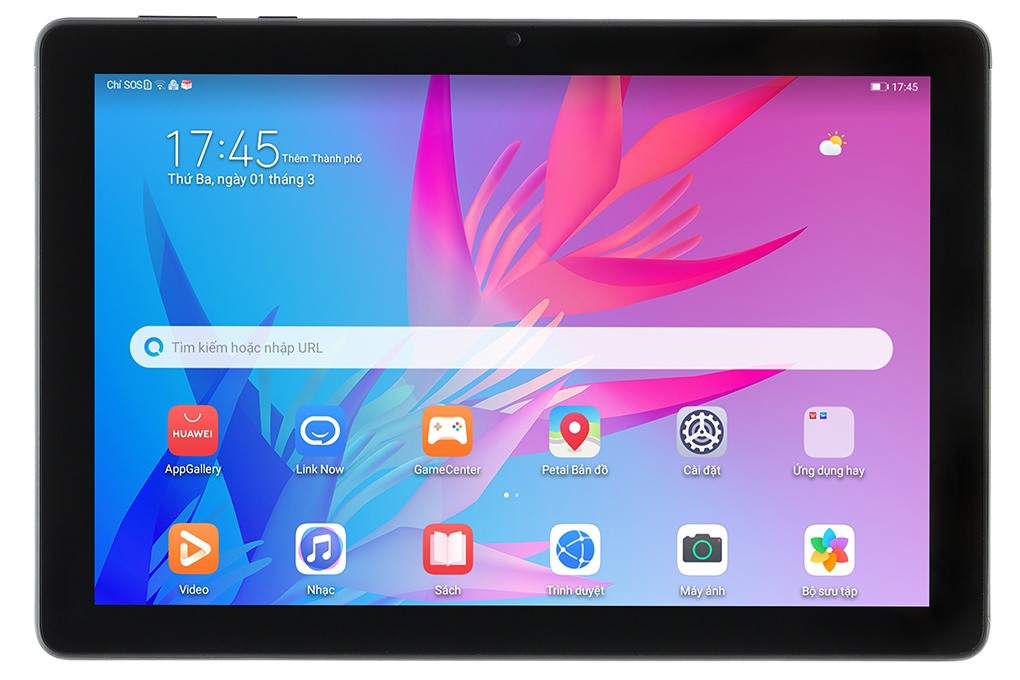 Chỉ SOS
17:45
17:45 Thêm Thành phố
Thứ Ba, ngày 01 tháng 3
Tìm kiếm hoặc nhập URL
HUAWEI
AppGallery
Link Now
GameCenter
Petal Bản đồ
Cài đặt
Ứng dụng hay
Video
Nhạc
Sách
Trình duyệt
Máy ảnh
Bộ sưu tập